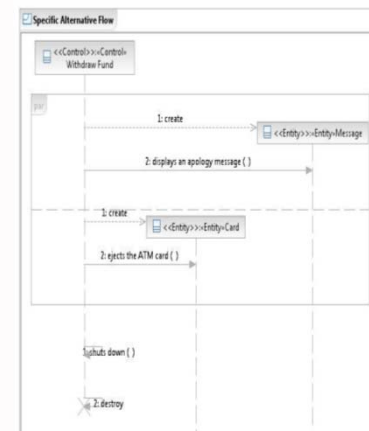 Specific Alternative Flow
<<Control>>:«Control»
Withdraw Fund
par
1: create
<<Entity>>:«Entity»Message
2: displays an apology message ( )
1: create
<<Entity>>:«Entity»Card
2: ejects the ATM card ( )
1: shuts down ( )
2: destroy